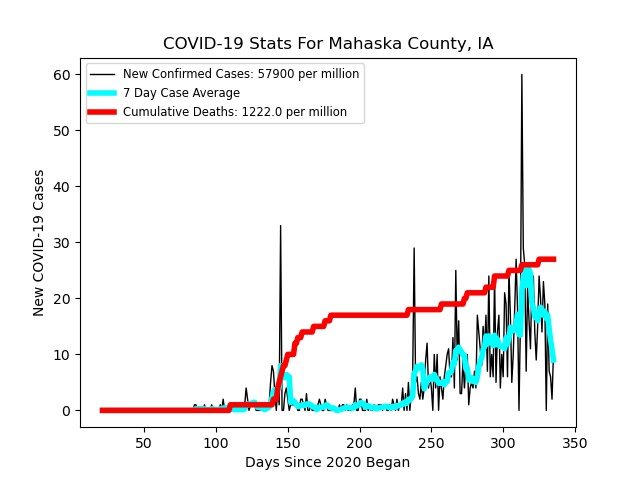 COVID-19 Stats For Mahaska County, IA
New Confirmed Cases: 57900 per million
7 Day Case Average
Cumulative Deaths: 1222.0 per million
New COVID-19 Cases
60
50
40
30
20
10
0
50 100 150 200 250 300 350
Days Since 2020 Began